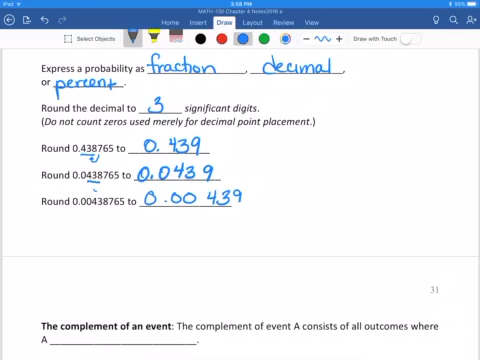 iPad
3:58 PM
89%
Home Insert Draw Layout Review View
MATH-150 Chapter 4 Notes2016 a
Select Objects
Draw with Touch
Express a probability as fraction, decimal,
or percent.
Round the decimal to 3 significant digits.
(Do not count zeros used merely for decimal point placement.)
Round 0.438765 to 0.439
Round 0.0438765 to 0.0439
Round 0.00438765 to 0.00439
31
The complement of an event: The complement of event A consists of all outcomes where
A ____________________________.